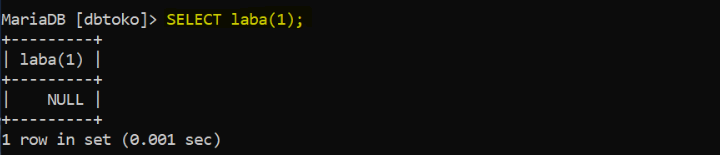 MariaDB [dbtoko]> SELECT laba(1);
+---------+
| laba(1) |
+---------+
|    NULL |
+---------+
1 row in set (0.001 sec)